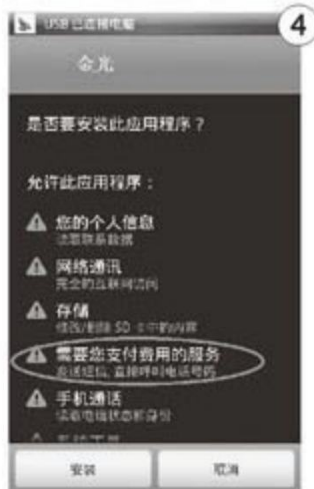 USB 已连接电脑
4
是否要安装此应用程序？
允许此应用程序：
您的个人信息
读取联系数据
网络通讯
完全的互联网访问
存储
修改/删除 SD 卡中的内容
需要您支付费用的服务
发送短信, 直接呼叫电话号码
手机通话
读取电话状态和身份
安装
取消